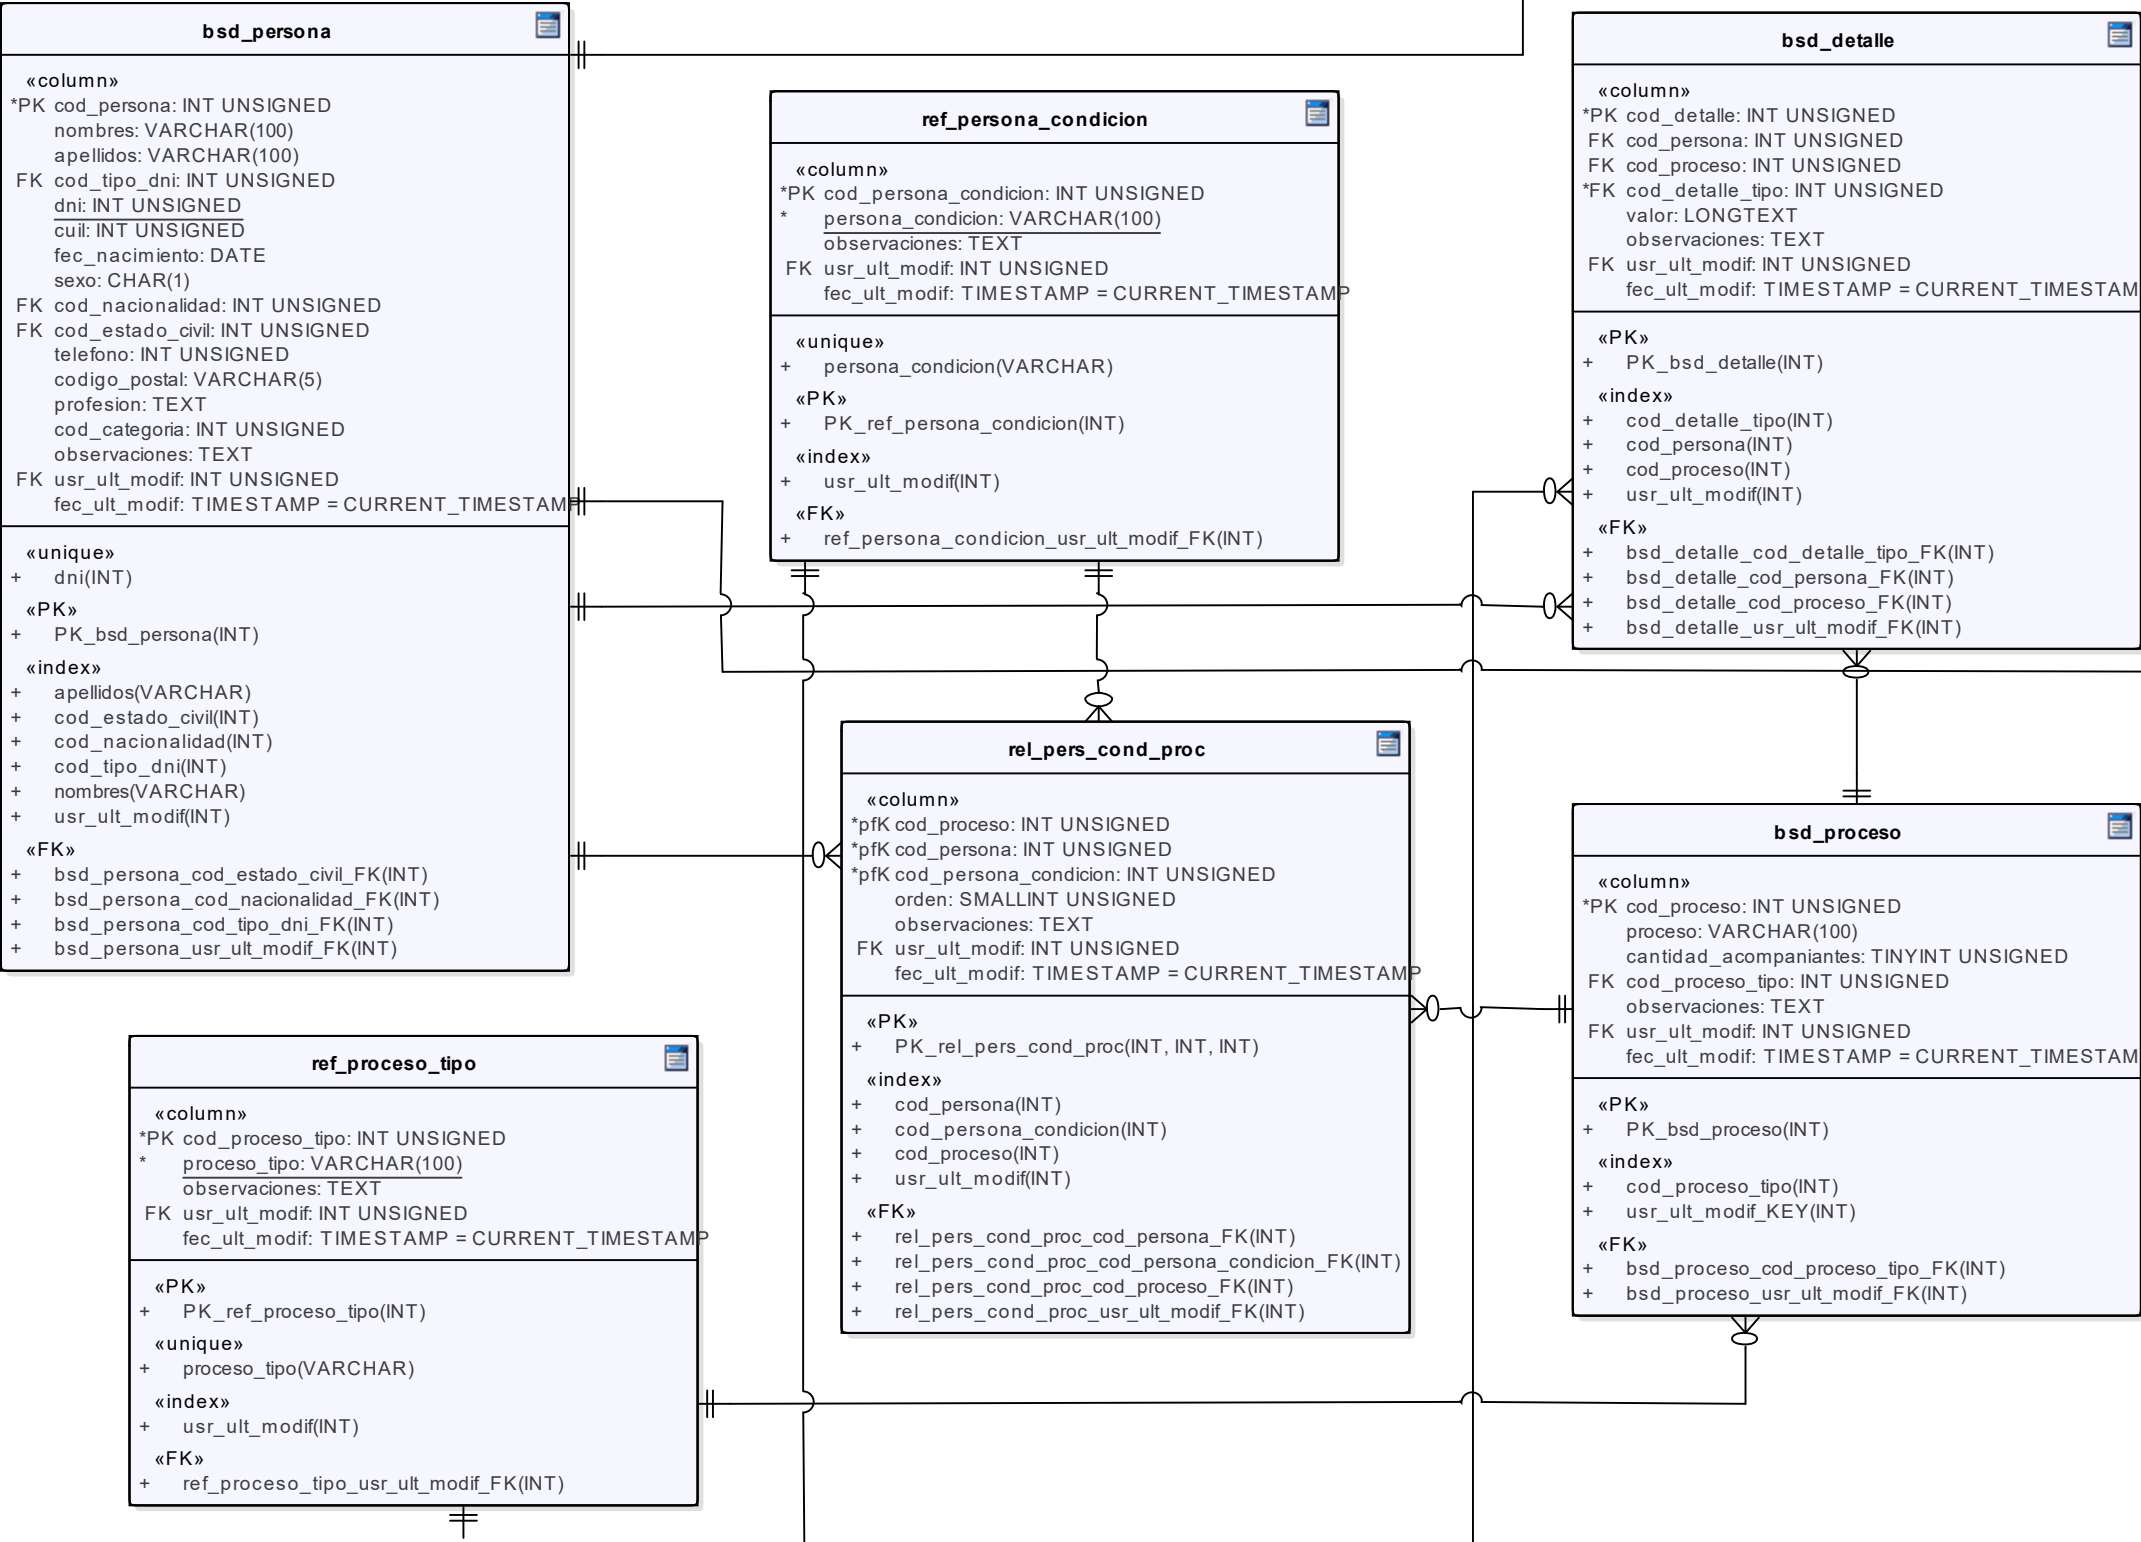 bsd_persona
«column»
*PK cod_persona: INT UNSIGNED
nombres: VARCHAR(100)
apellidos: VARCHAR(100)
FK cod_tipo_dni: INT UNSIGNED
dni: INT UNSIGNED
cuil: INT UNSIGNED
fec_nacimiento: DATE
sexo: CHAR(1)
FK cod_nacionalidad: INT UNSIGNED
FK cod_estado_civil: INT UNSIGNED
telefono: INT UNSIGNED
codigo_postal: VARCHAR(5)
profesion: TEXT
cod_categoria: INT UNSIGNED
observaciones: TEXT
FK usr_ult_modif: INT UNSIGNED
fec_ult_modif: TIMESTAMP = CURRENT_TIMESTAMP
«unique»
+ dni(INT)
«PK»
+ PK_bsd_persona(INT)
«index»
+ apellidos(VARCHAR)
+ cod_estado_civil(INT)
+ cod_nacionalidad(INT)
+ cod_tipo_dni(INT)
+ nombres(VARCHAR)
+ usr_ult_modif(INT)
«FK»
+ bsd_persona_cod_estado_civil_FK(INT)
+ bsd_persona_cod_nacionalidad_FK(INT)
+ bsd_persona_cod_tipo_dni_FK(INT)
+ bsd_persona_usr_ult_modif_FK(INT)
ref_persona_condicion
«column»
*PK cod_persona_condicion: INT UNSIGNED
* persona_condicion: VARCHAR(100)
observaciones: TEXT
FK usr_ult_modif: INT UNSIGNED
fec_ult_modif: TIMESTAMP = CURRENT_TIMESTAMP
«unique»
+ persona_condicion(VARCHAR)
«PK»
+ PK_ref_persona_condicion(INT)
«index»
+ usr_ult_modif(INT)
«FK»
+ ref_persona_condicion_usr_ult_modif_FK(INT)
bsd_detalle
«column»
*PK cod_detalle: INT UNSIGNED
FK cod_persona: INT UNSIGNED
FK cod_proceso: INT UNSIGNED
*FK cod_detalle_tipo: INT UNSIGNED
valor: LONGTEXT
observaciones: TEXT
FK usr_ult_modif: INT UNSIGNED
fec_ult_modif: TIMESTAMP = CURRENT_TIMESTAM
«PK»
+ PK_bsd_detalle(INT)
«index»
+ cod_detalle_tipo(INT)
+ cod_persona(INT)
+ cod_proceso(INT)
+ usr_ult_modif(INT)
«FK»
+ bsd_detalle_cod_detalle_tipo_FK(INT)
+ bsd_detalle_cod_persona_FK(INT)
+ bsd_detalle_cod_proceso_FK(INT)
+ bsd_detalle_usr_ult_modif_FK(INT)
rel_pers_cond_proc
«column»
*pfK cod_proceso: INT UNSIGNED
*pfK cod_persona: INT UNSIGNED
*pfK cod_persona_condicion: INT UNSIGNED
orden: SMALLINT UNSIGNED
observaciones: TEXT
FK usr_ult_modif: INT UNSIGNED
fec_ult_modif: TIMESTAMP = CURRENT_TIMESTAMP
«PK»
+ PK_rel_pers_cond_proc(INT, INT, INT)
«index»
+ cod_persona(INT)
+ cod_persona_condicion(INT)
+ cod_proceso(INT)
+ usr_ult_modif(INT)
«FK»
+ rel_pers_cond_proc_cod_persona_FK(INT)
+ rel_pers_cond_proc_cod_persona_condicion_FK(INT)
+ rel_pers_cond_proc_cod_proceso_FK(INT)
+ rel_pers_cond_proc_usr_ult_modif_FK(INT)
bsd_proceso
«column»
*PK cod_proceso: INT UNSIGNED
proceso: VARCHAR(100)
cantidad_acompaniantes: TINYINT UNSIGNED
FK cod_proceso_tipo: INT UNSIGNED
observaciones: TEXT
FK usr_ult_modif: INT UNSIGNED
fec_ult_modif: TIMESTAMP = CURRENT_TIMESTAM
«PK»
+ PK_bsd_proceso(INT)
«index»
+ cod_proceso_tipo(INT)
+ usr_ult_modif_KEY(INT)
«FK»
+ bsd_proceso_cod_proceso_tipo_FK(INT)
+ bsd_proceso_usr_ult_modif_FK(INT)
ref_proceso_tipo
«column»
*PK cod_proceso_tipo: INT UNSIGNED
* proceso_tipo: VARCHAR(100)
observaciones: TEXT
FK usr_ult_modif: INT UNSIGNED
fec_ult_modif: TIMESTAMP = CURRENT_TIMESTAMP
«PK»
+ PK_ref_proceso_tipo(INT)
«unique»
+ proceso_tipo(VARCHAR)
«index»
+ usr_ult_modif(INT)
«FK»
+ ref_proceso_tipo_usr_ult_modif_FK(INT)